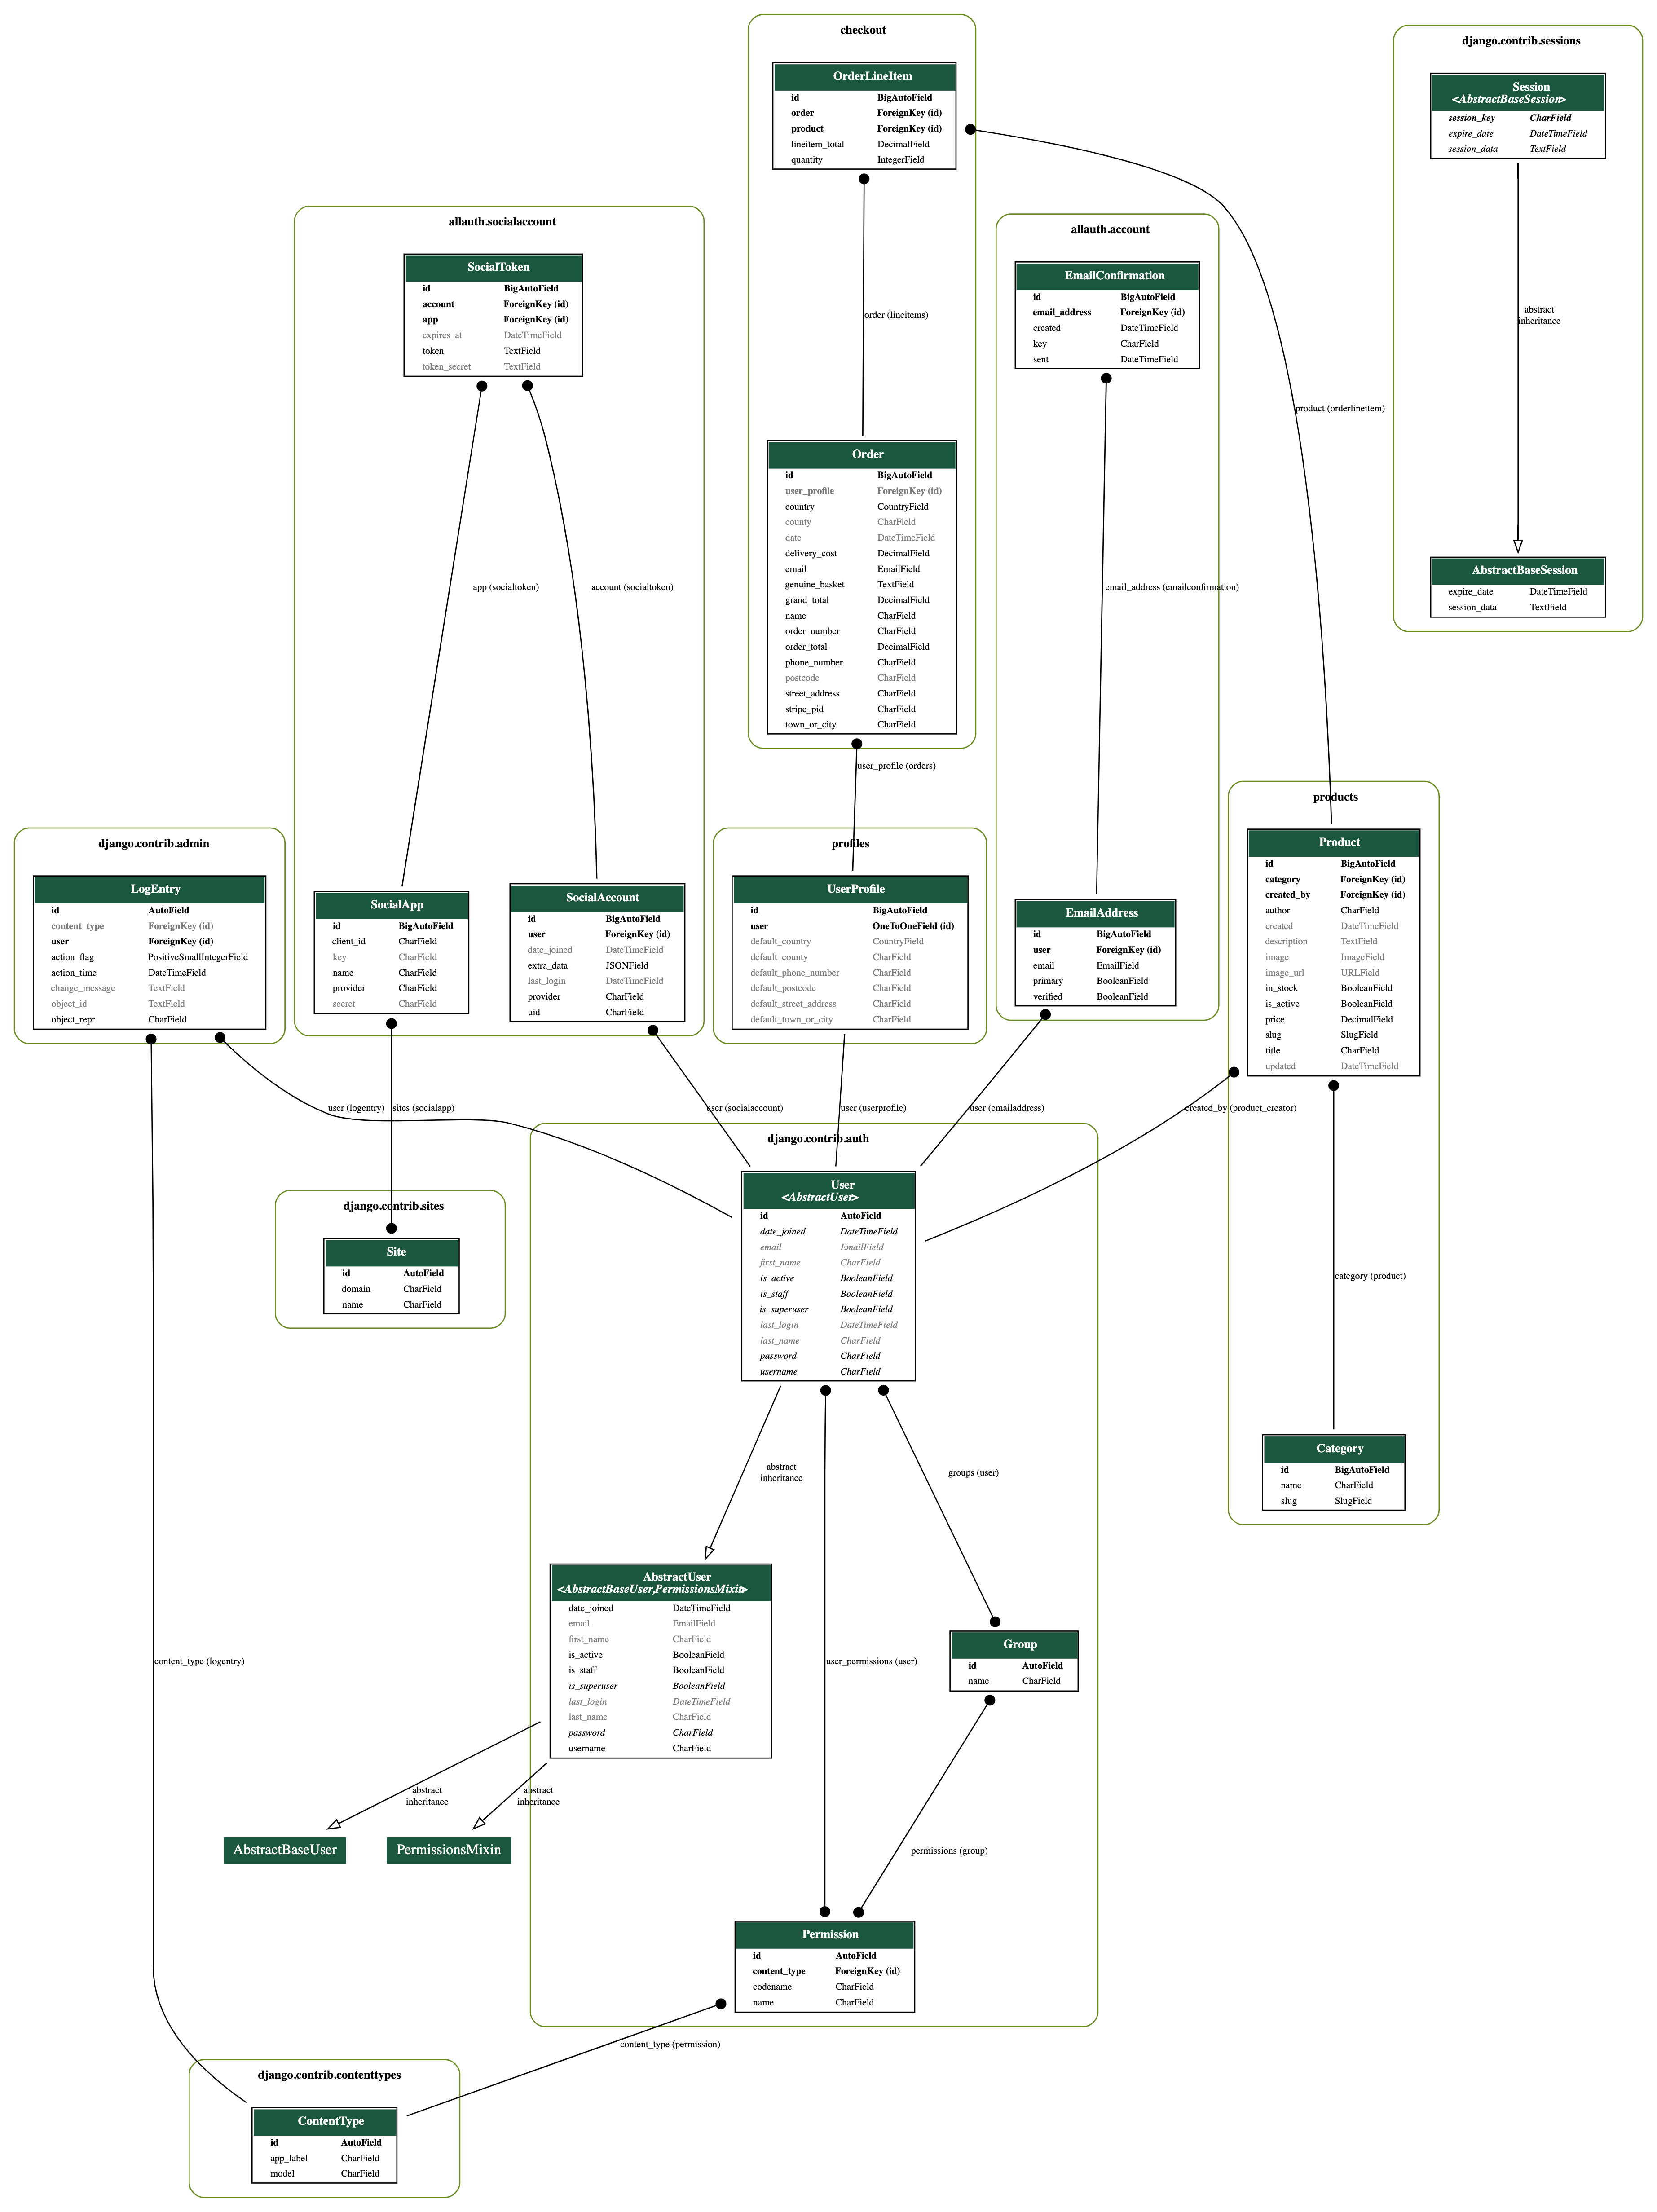 checkout
OrderLineItem
id BigAutoField
order ForeignKey (id)
product ForeignKey (id)
lineitem_total DecimalField
quantity IntegerField
django.contrib.sessions
Session
<AbstractBaseSession>
session_key CharField
expire_date DateTimeField
session_data TextField
allauth.socialaccount
SocialToken
id BigAutoField
account ForeignKey (id)
app ForeignKey (id)
expires_at DateTimeField
token TextField
token_secret TextField
allauth.account
EmailConfirmation
id BigAutoField
email_address ForeignKey (id)
created DateTimeField
key CharField
sent DateTimeField
order (lineitems)
abstract
inheritance
product (orderlineitem)
Order
id BigAutoField
user_profile ForeignKey (id)
country CountryField
county CharField
date DateTimeField
delivery_cost DecimalField
email EmailField
genuine_basket TextField
grand_total DecimalField
name CharField
order_number CharField
order_total DecimalField
phone_number CharField
postcode CharField
street_address CharField
stripe_pid CharField
town_or_city CharField
AbstractBaseSession
expire_date DateTimeField
session_data TextField
app (socialtoken)
account (socialtoken)
email_address (emailconfirmation)
user_profile (orders)
django.contrib.admin
LogEntry
id AutoField
content_type ForeignKey (id)
user ForeignKey (id)
action_flag PositiveSmallIntegerField
action_time DateTimeField
change_message TextField
object_id TextField
object_repr CharField
SocialApp
id BigAutoField
client_id CharField
key CharField
name CharField
provider CharField
secret CharField
SocialAccount
id BigAutoField
user ForeignKey (id)
date_joined DateTimeField
extra_data JSONField
last_login DateTimeField
provider CharField
uid CharField
profiles
UserProfile
id BigAutoField
user OneToOneField (id)
default_country CountryField
default_county CharField
default_phone_number CharField
default_postcode CharField
default_street_address CharField
default_town_or_city CharField
EmailAddress
id BigAutoField
user ForeignKey (id)
email EmailField
primary BooleanField
verified BooleanField
products
Product
id BigAutoField
category ForeignKey (id)
created_by ForeignKey (id)
author CharField
created DateTimeField
description TextField
image ImageField
image_url URLField
in_stock BooleanField
is_active BooleanField
price DecimalField
slug SlugField
title CharField
updated DateTimeField
user (logentry)
sites (socialapp)
user (socialaccount)
user (userprofile)
user (emailaddress)
created_by (product_creator)
django.contrib.sites
Site
id AutoField
domain CharField
name CharField
django.contrib.auth
User
<AbstractUser>
id AutoField
date_joined DateTimeField
email EmailField
first_name CharField
is_active BooleanField
is_staff BooleanField
is_superuser BooleanField
last_login DateTimeField
last_name CharField
password CharField
username CharField
category (product)
Category
id BigAutoField
name CharField
slug SlugField
abstract
inheritance
groups (user)
AbstractUser
<AbstractBaseUser,PermissionsMixin>
date_joined DateTimeField
email EmailField
first_name CharField
is_active BooleanField
is_staff BooleanField
is_superuser BooleanField
last_login DateTimeField
last_name CharField
password CharField
username CharField
Group
id AutoField
name CharField
content_type (logentry)
user_permissions (user)
abstract
inheritance
abstract
inheritance
AbstractBaseUser
PermissionsMixin
permissions (group)
Permission
id AutoField
content_type ForeignKey (id)
codename CharField
name CharField
content_type (permission)
django.contrib.contenttypes
ContentType
id AutoField
app_label CharField
model CharField